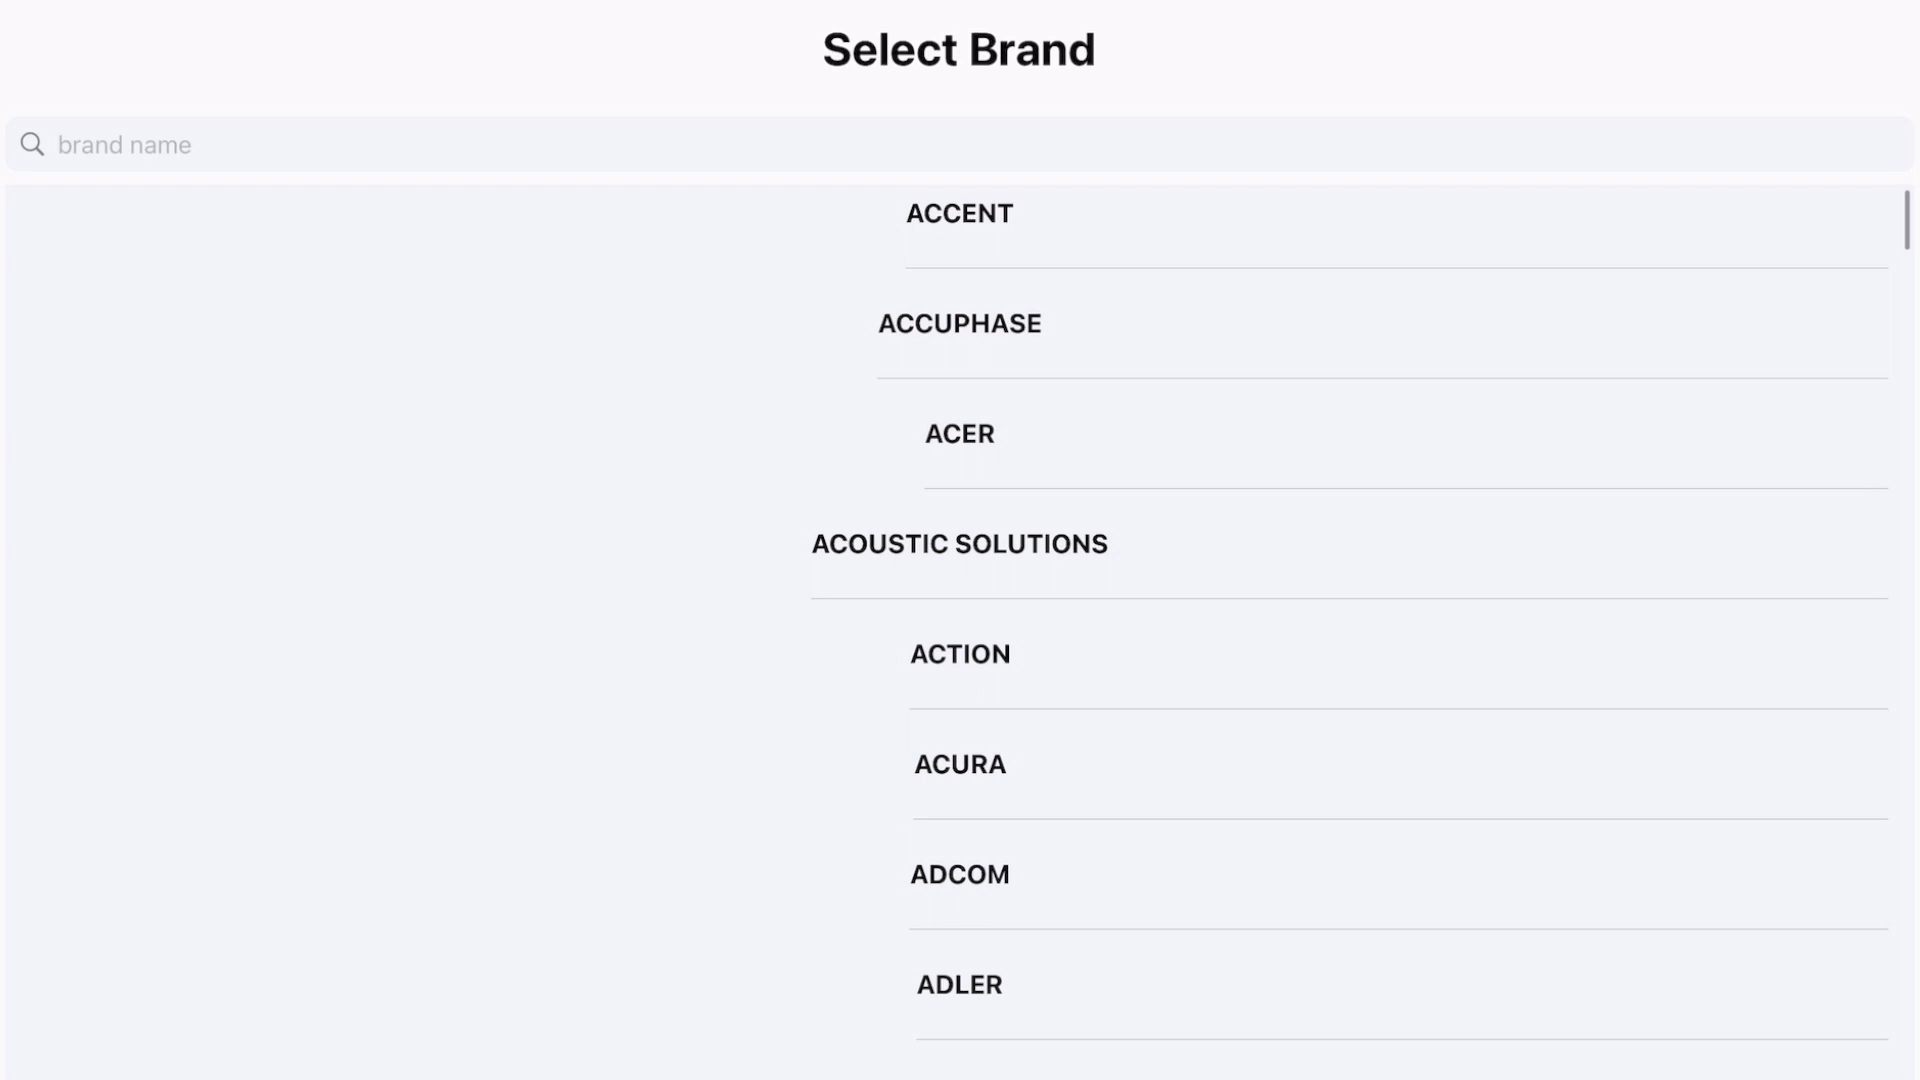 Select Brand
brand name
ACCENT
ACCUPHASE
ACER
ACOUSTIC SOLUTIONS
ACTION
ACURA
ADCOM
ADLER